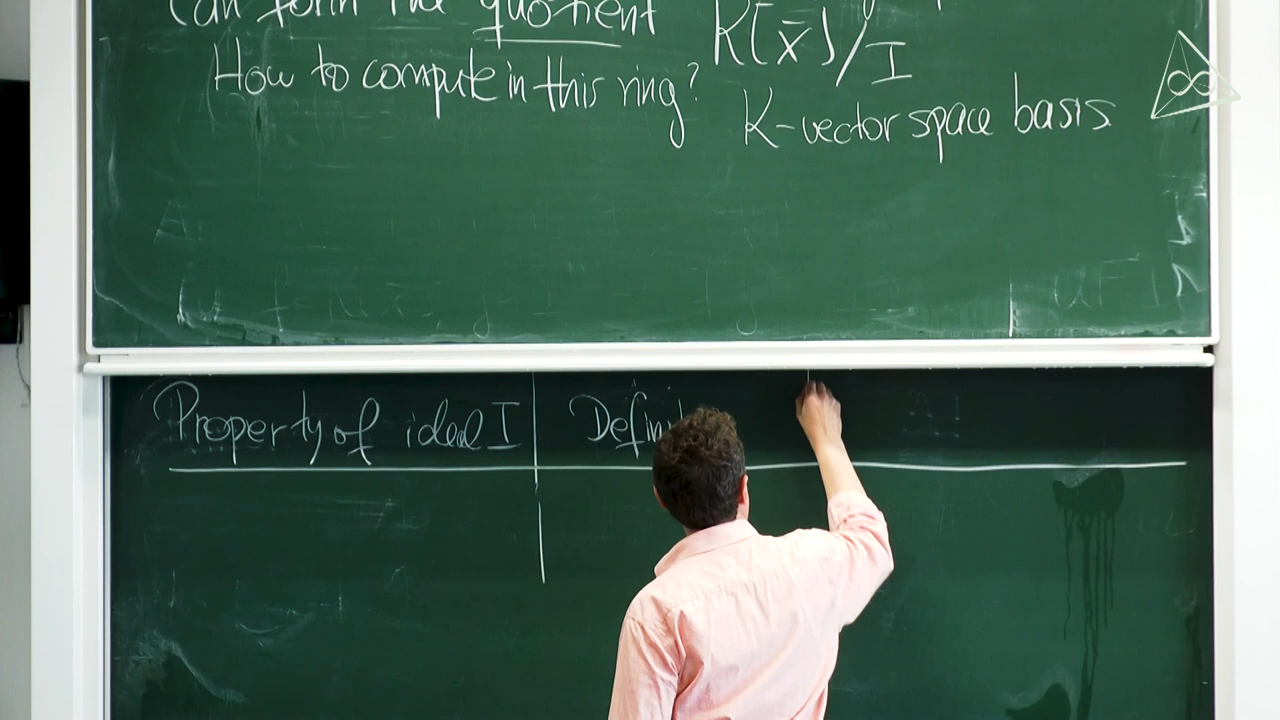 Can form the quotient K[x̄]/I
How to compute in this ring?
K-vector space basis
Property of ideal I | Defini